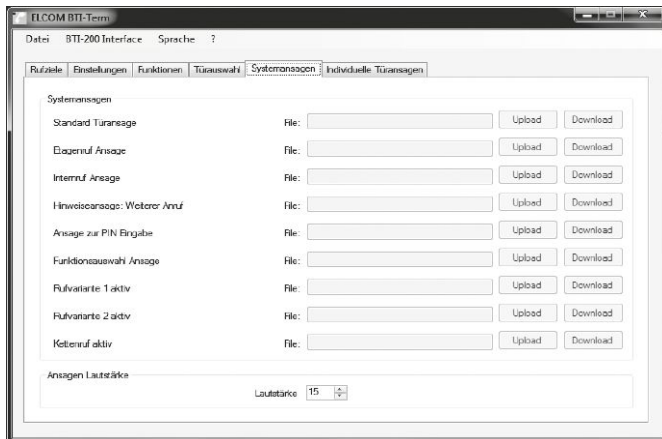 ELCOM BTI-Term
Datei BTI-200 Interface Sprache ?
Rufziele Einstellungen Funktionen Türauswahl Systemansagen Individuelle Türansagen
Systemansagen
Standard Türansage File: Upload Download
Etagenruf Ansage File: Upload Download
Internruf Ansage File: Upload Download
Hinweiseansage: Weiterer Anruf File: Upload Download
Ansage zur PIN Eingabe File: Upload Download
Funktionsauswahl Ansage File: Upload Download
Rufvariante 1 aktiv File: Upload Download
Rufvariante 2 aktiv File: Upload Download
Kettenruf aktiv File: Upload Download
Ansagen Lautstärke
Lautstärke 15